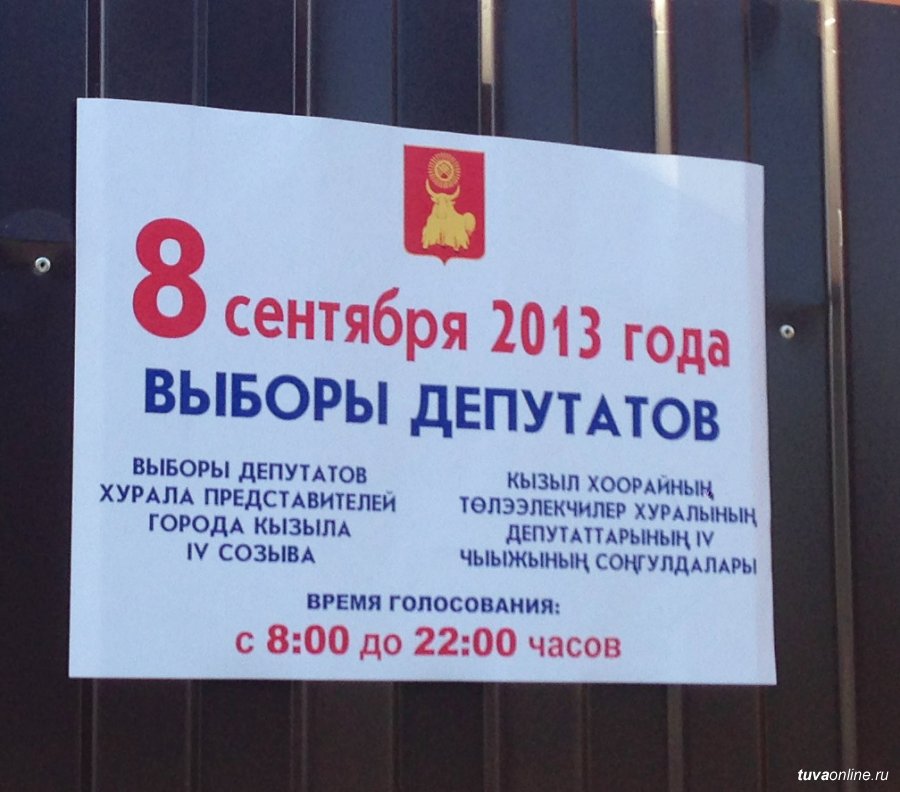 8 сентября 2013 года
ВЫБОРЫ ДЕПУТАТОВ
ВЫБОРЫ ДЕПУТАТОВ
ХУРАЛА ПРЕДСТАВИТЕЛЕЙ
ГОРОДА КЫЗЫЛА
IV СОЗЫВА
КЫЗЫЛ ХООРАЙНЫҢ
ТӨЛЭЭЛЕКЧИЛЕР ХУРАЛЫНЫҢ
ДЕПУТАТТАРЫНЫҢ IV
ЧЫЫЖЫНЫҢ СОҢГУЛДАЛАРЫ
ВРЕМЯ ГОЛОСОВАНИЯ:
с 8:00 до 22:00 часов
tuvaonline.ru